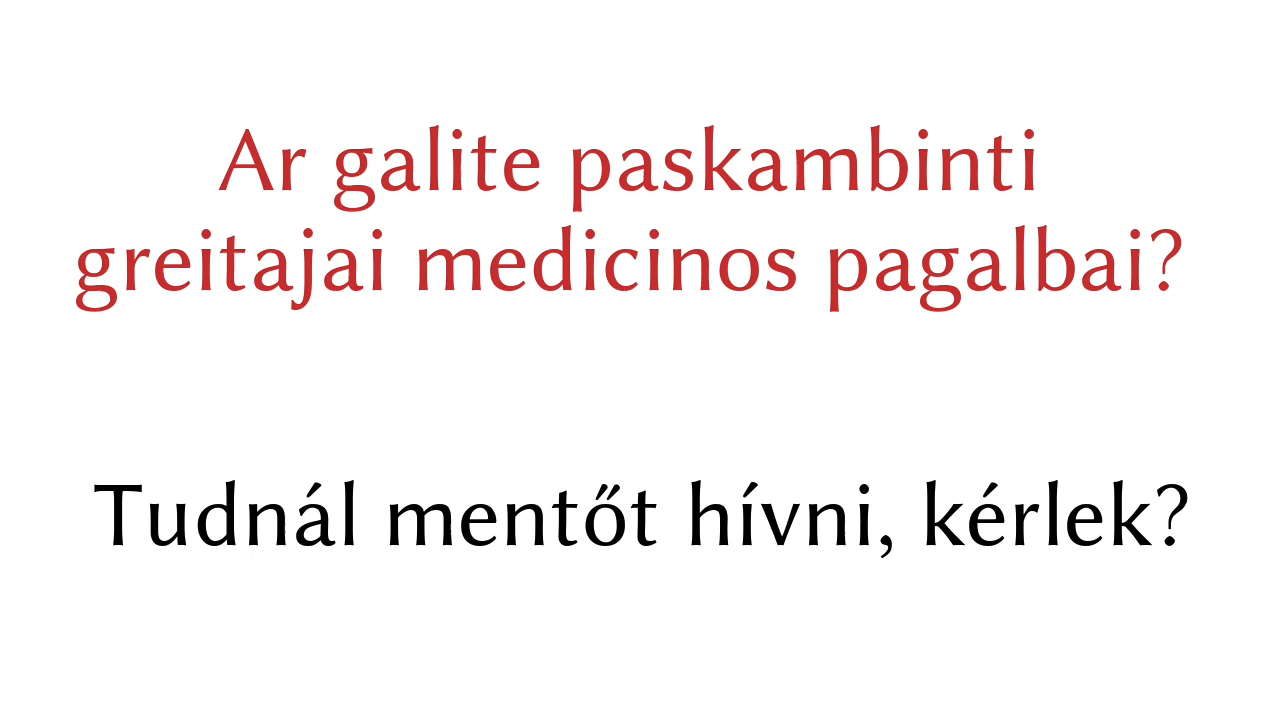 Ar galite paskambinti
greitajai medicinos pagalbai?
Tudnál mentőt hívni, kérlek?